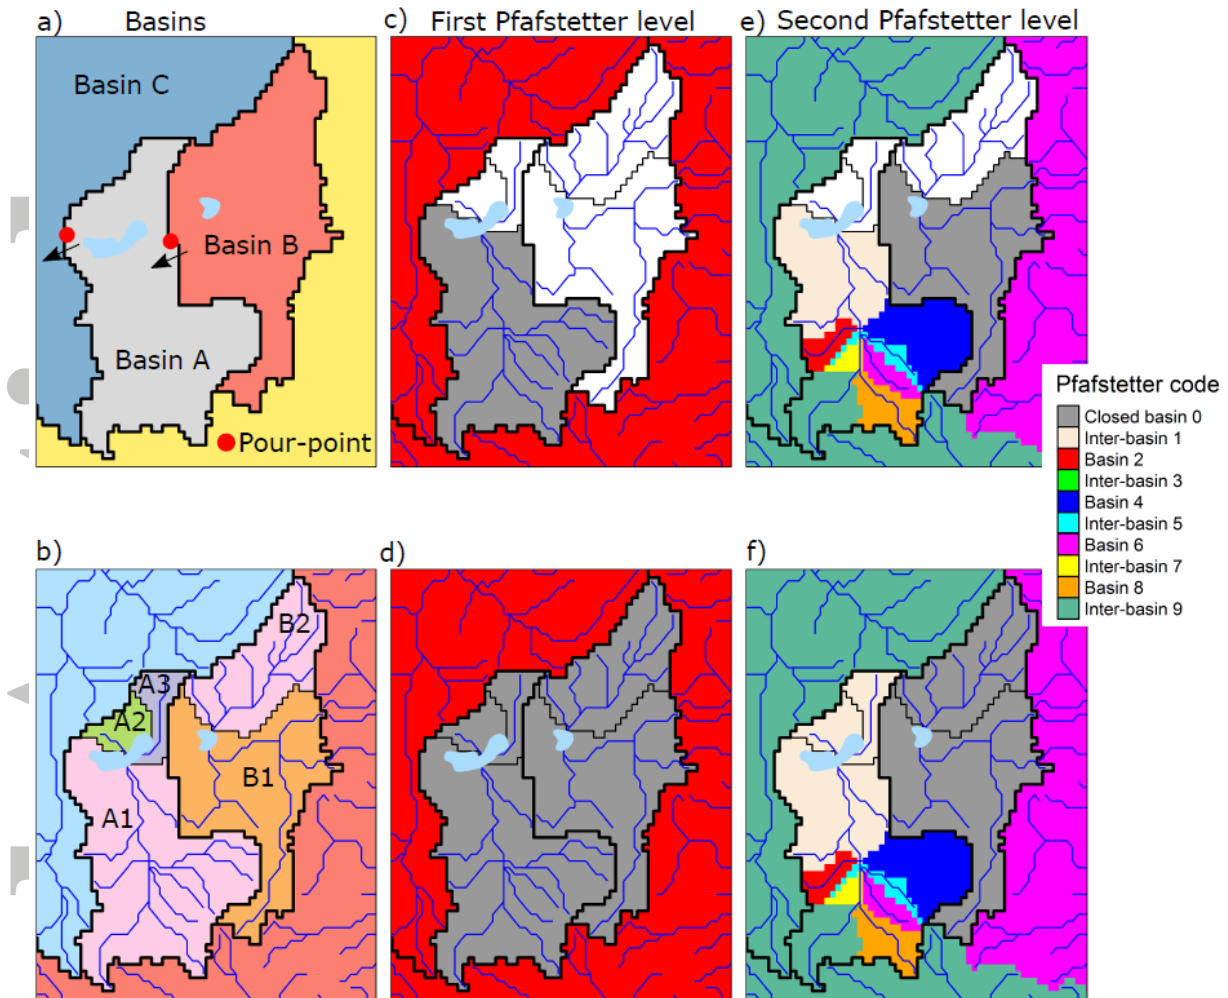 a) Basins
c) First Pfafstetter level
e) Second Pfafstetter level
Basin C
Basin B
Basin A
Pour-point
Pfafstetter code
Closed basin 0
Inter-basin 1
Basin 2
Inter-basin 3
Basin 4
Inter-basin 5
Basin 6
Inter-basin 7
Basin 8
Inter-basin 9
b)
d)
f)
B2
A3
A2
B1
A1